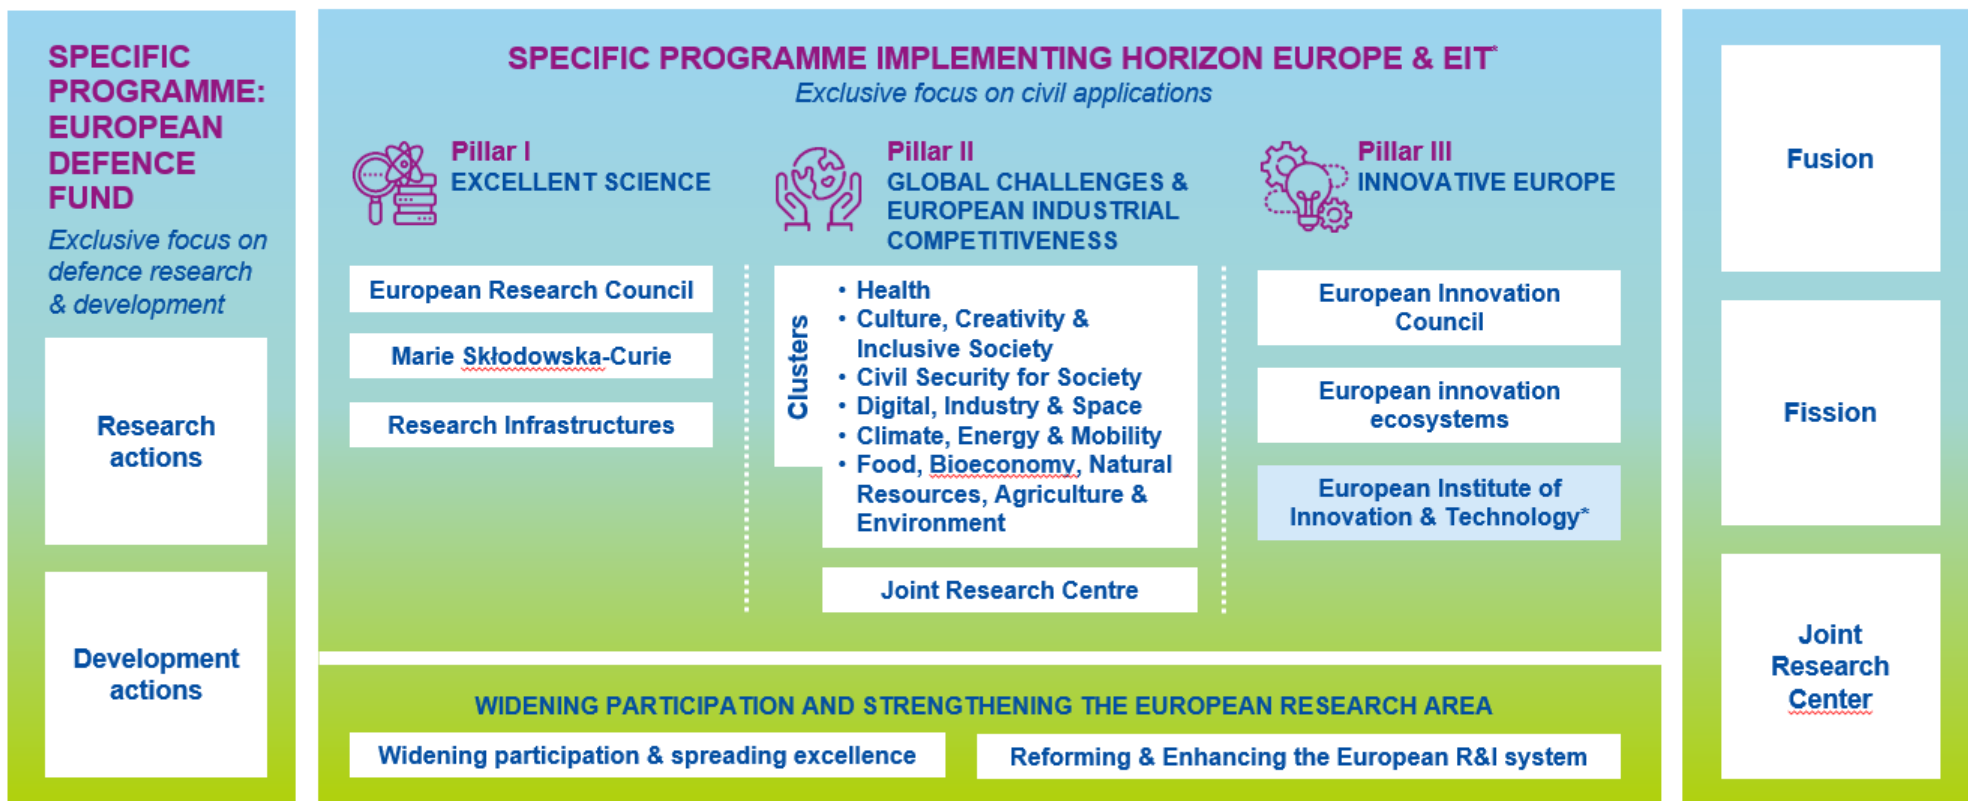 SPECIFIC
PROGRAMME:
EUROPEAN
DEFENCE
FUND
Exclusive focus on
defence research
& development
Research
actions
Development
actions
SPECIFIC PROGRAMME IMPLEMENTING HORIZON EUROPE & EIT*
Exclusive focus on civil applications
Pillar I
EXCELLENT SCIENCE
European Research Council
Marie Skłodowska-Curie
Research Infrastructures
Pillar II
GLOBAL CHALLENGES &
EUROPEAN INDUSTRIAL
COMPETITIVENESS
Clusters
• Health
• Culture, Creativity &
Inclusive Society
• Civil Security for Society
• Digital, Industry & Space
• Climate, Energy & Mobility
• Food, Bioeconomy, Natural
Resources, Agriculture &
Environment
Joint Research Centre
Pillar III
INNOVATIVE EUROPE
European Innovation
Council
European innovation
ecosystems
European Institute of
Innovation & Technology*
WIDENING PARTICIPATION AND STRENGTHENING THE EUROPEAN RESEARCH AREA
Widening participation & spreading excellence
Reforming & Enhancing the European R&I system
Fusion
Fission
Joint
Research
Center